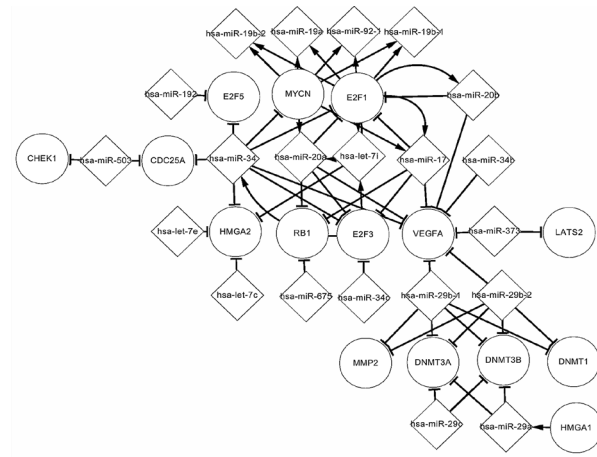 hsa-miR-19b-2
hsa-miR-19a
hsa-miR-92-1
hsa-miR-19b-1
hsa-miR-192
E2F5
MYCN
E2F1
hsa-miR-20b
CHEK1
hsa-miR-503
CDC25A
hsa-miR-34
hsa-miR-20a
hsa-let-7i
hsa-miR-17
hsa-miR-34b
hsa-let-7e
HMGA2
RB1
E2F3
VEGFA
hsa-miR-373
LATS2
hsa-let-7c
hsa-miR-675
hsa-miR-34c
hsa-miR-29b-1
hsa-miR-29b-2
MMP2
DNMT3A
DNMT3B
DNMT1
hsa-miR-29c
hsa-miR-29a
HMGA1